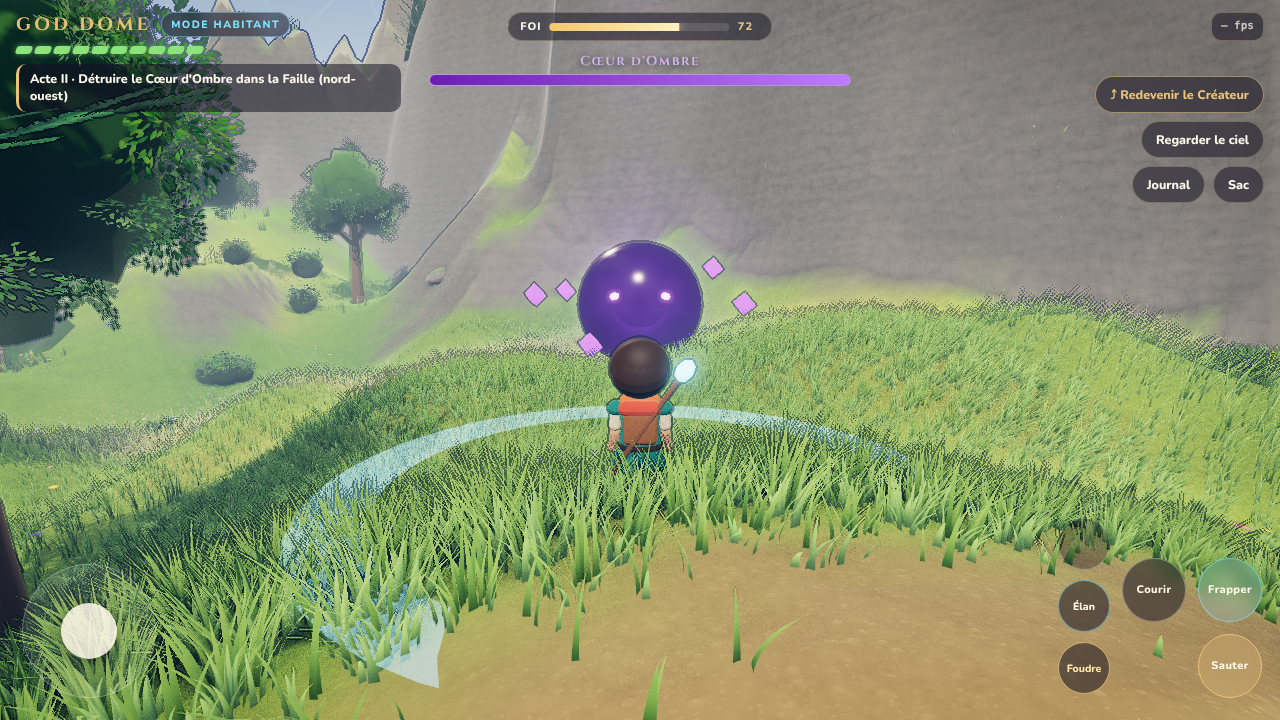 GOD DOME
MODE HABITANT
FOI
72
– fps
Acte II · Détruire le Cœur d'Ombre dans la Faille (nord-
ouest)
Cœur d'Ombre
⤴ Redevenir le Créateur
Regarder le ciel
Journal
Sac
Élan
Courir
Frapper
Foudre
Sauter